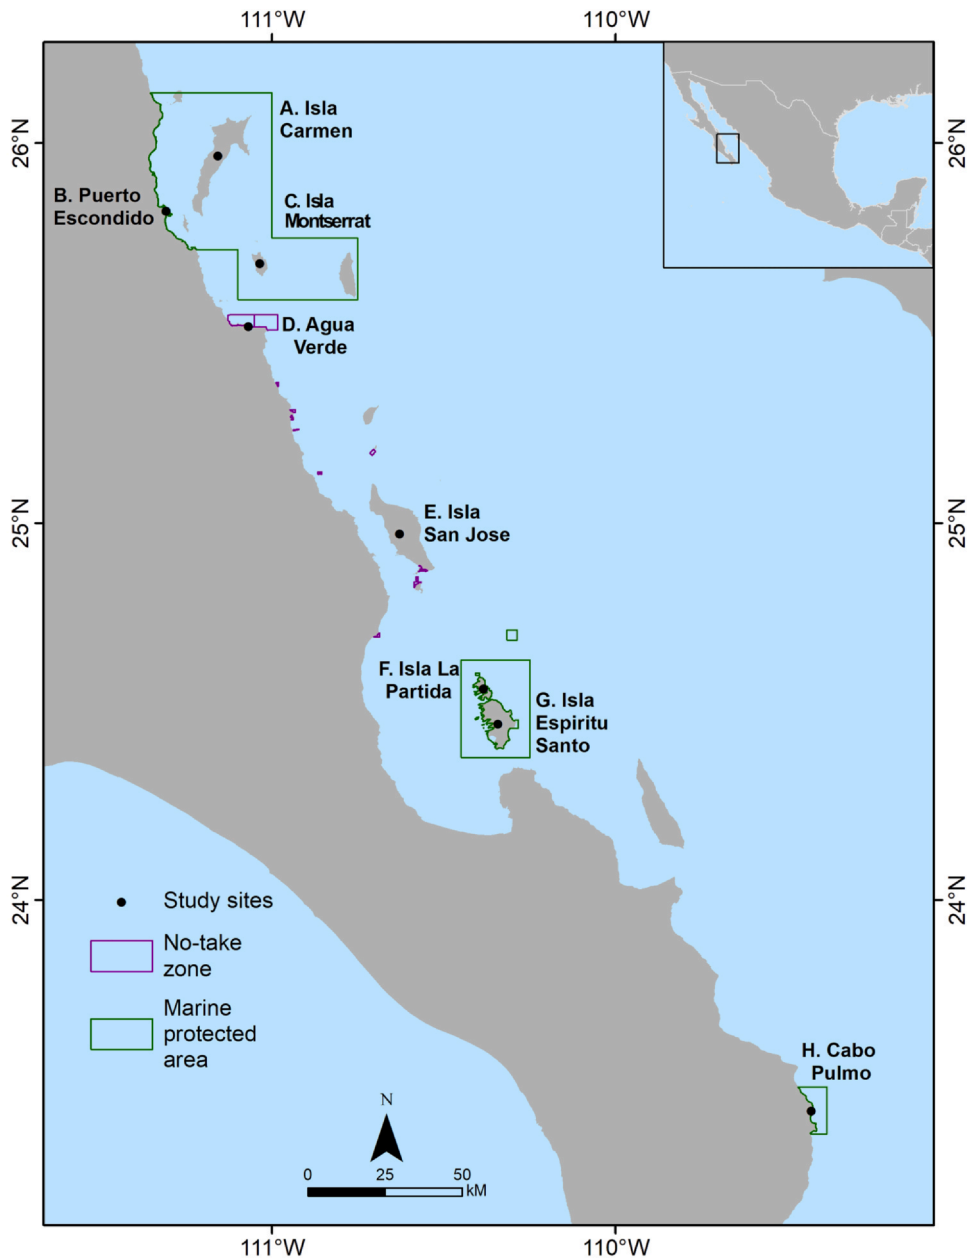 111°W
110°W
26°N
26°N
A. Isla
Carmen
B. Puerto
Escondido
C. Isla
Montserrat
D. Agua
Verde
25°N
25°N
E. Isla
San Jose
F. Isla La
Partida
G. Isla
Espiritu
Santo
24°N
24°N
Study sites
No-take
zone
Marine
protected
area
H. Cabo
Pulmo
N
0
25
50
kM
111°W
110°W